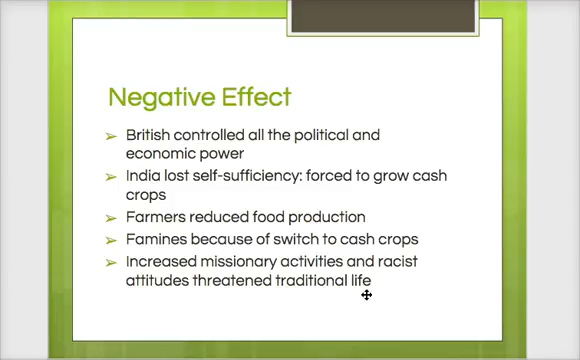 Negative Effect
➢ British controlled all the political and
economic power
➢ India lost self-sufficiency: forced to grow cash
crops
➢ Farmers reduced food production
➢ Famines because of switch to cash crops
➢ Increased missionary activities and racist
attitudes threatened traditional life